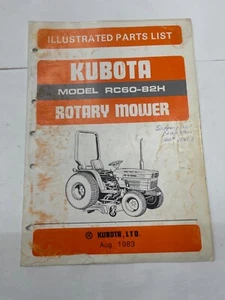 ILLUSTRATED PARTS LIST
KUBOTA
MODEL RC60-82H
ROTARY MOWER
KUBOTA, LTD.
Aug. 1983